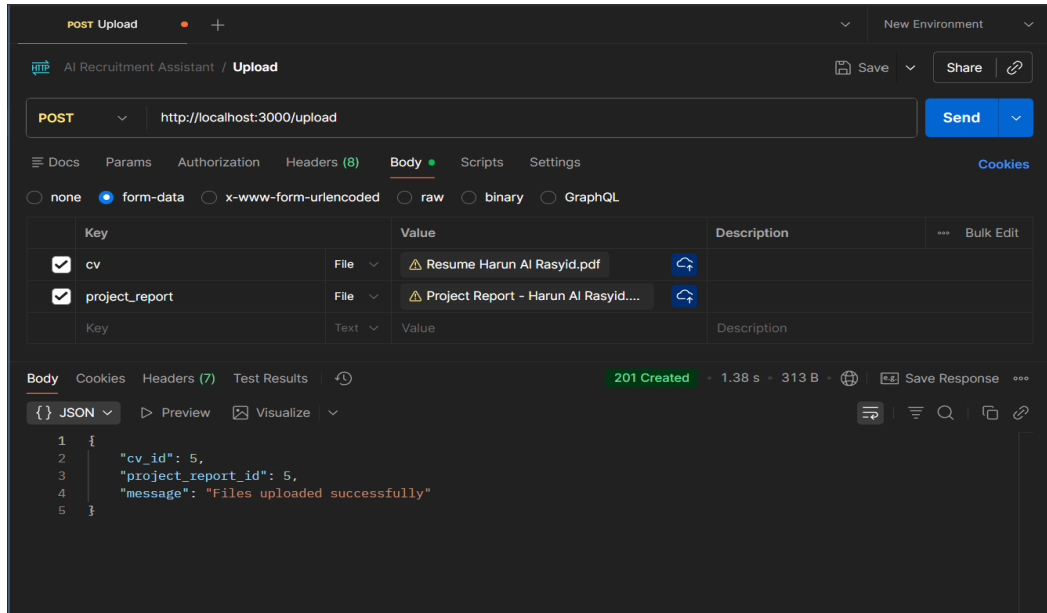 POST Upload New Environment
HTTP AI Recruitment Assistant / Upload Save Share
POST http://localhost:3000/upload Send
Docs Params Authorization Headers (8) Body Scripts Settings Cookies
none form-data x-www-form-urlencoded raw binary GraphQL
Key Value Description Bulk Edit
cv File Resume Harun Al Rasyid.pdf
project_report File Project Report - Harun Al Rasyid....
Key Text Value Description
Body Cookies Headers (7) Test Results 201 Created 1.38 s 313 B e.g. Save Response
{} JSON Preview Visualize
1 {
2 "cv_id": 5,
3 "project_report_id": 5,
4 "message": "Files uploaded successfully"
5 }